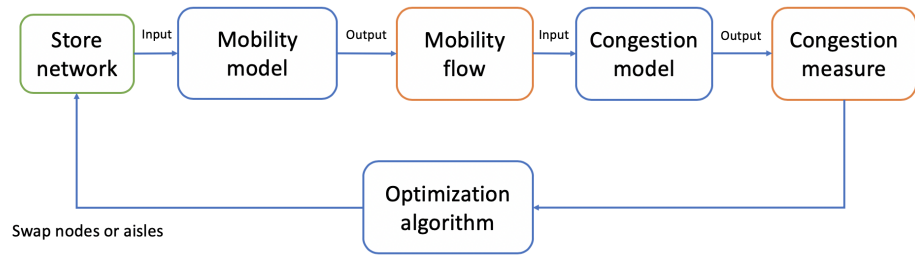 Store
network
Input
Mobility
model
Output
Mobility
flow
Input
Congestion
model
Output
Congestion
measure
Optimization
algorithm
Swap nodes or aisles